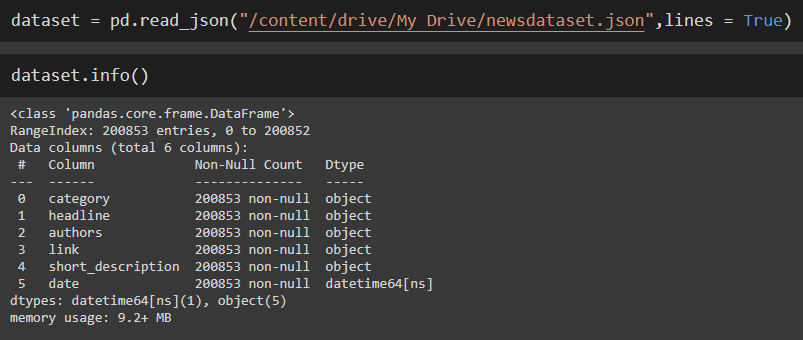 dataset = pd.read_json("/content/drive/My Drive/newsdataset.json",lines = True)
dataset.info()
<class 'pandas.core.frame.DataFrame'>
RangeIndex: 200853 entries, 0 to 200852
Data columns (total 6 columns):
 #   Column             Non-Null Count   Dtype
---  ------             --------------   -----
 0   category           200853 non-null  object
 1   headline           200853 non-null  object
 2   authors            200853 non-null  object
 3   link               200853 non-null  object
 4   short_description  200853 non-null  object
 5   date               200853 non-null  datetime64[ns]
dtypes: datetime64[ns](1), object(5)
memory usage: 9.2+ MB